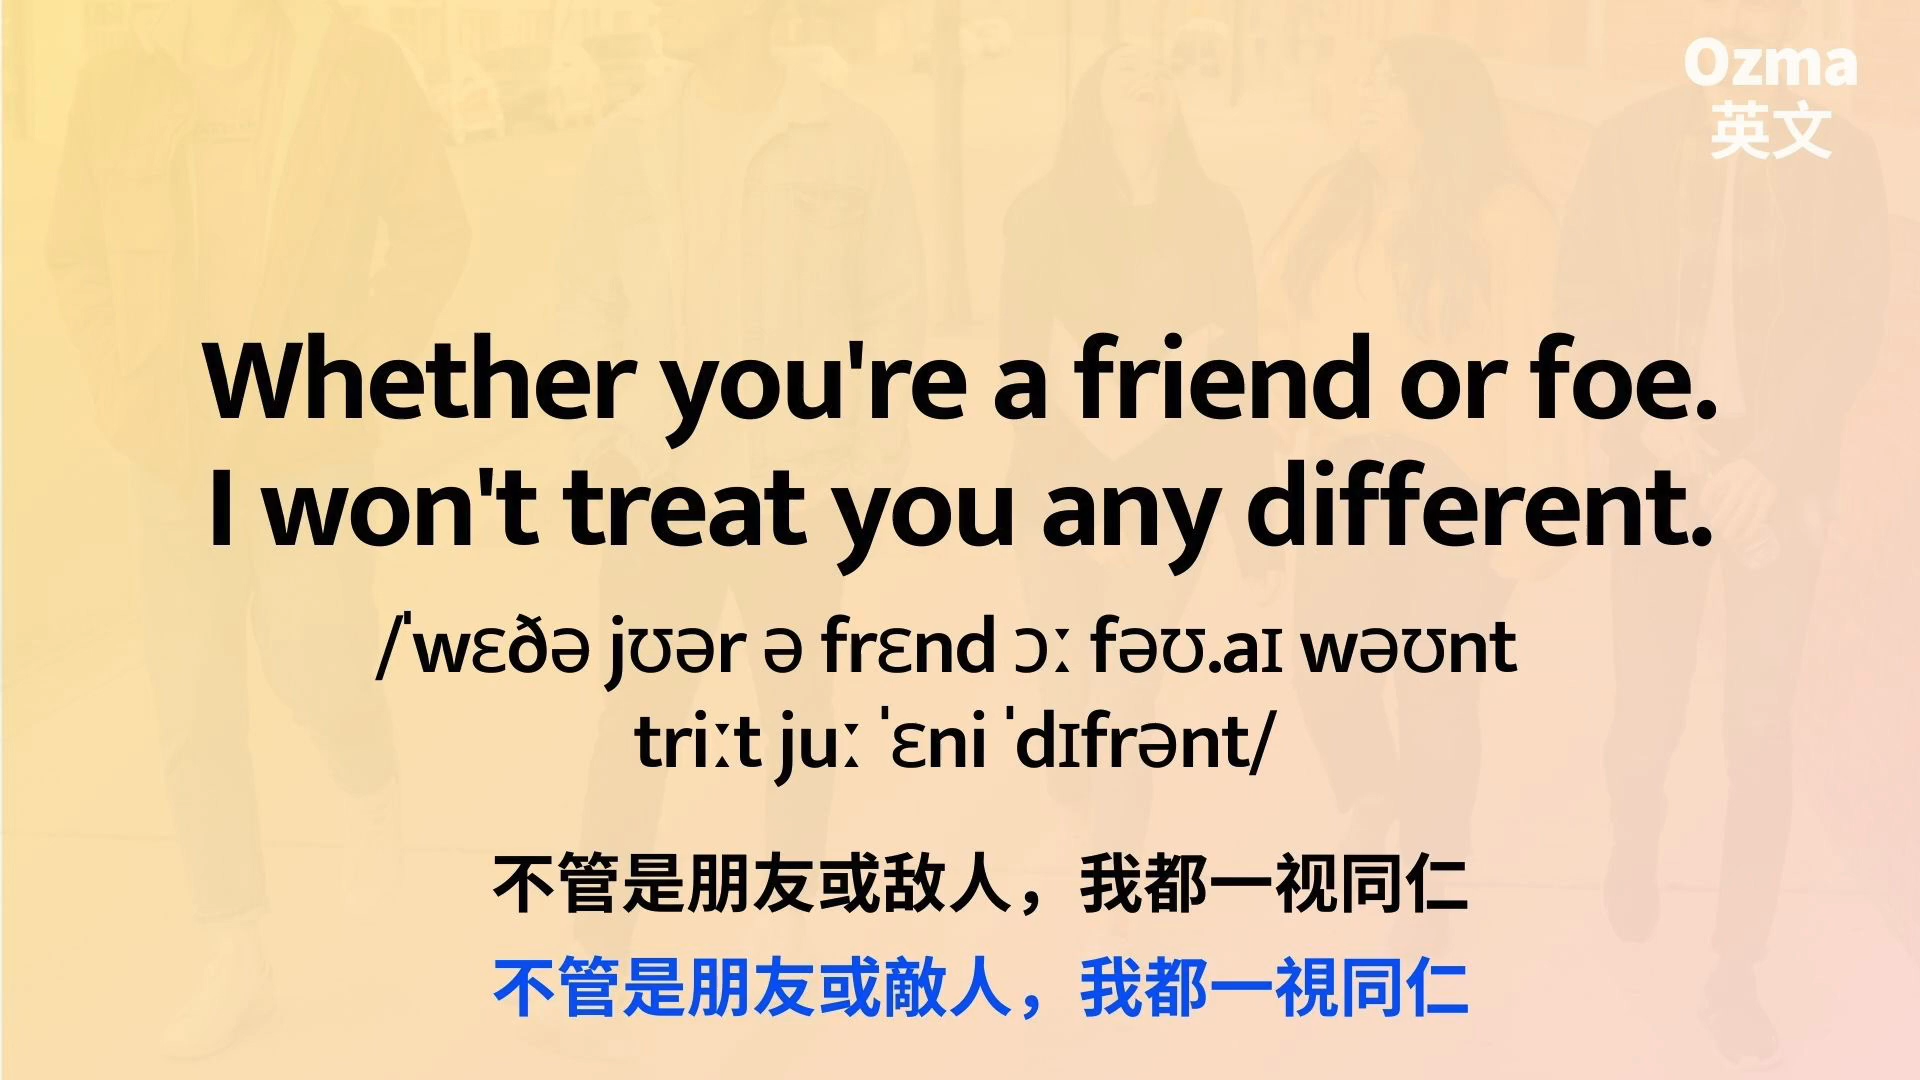 Ozma
英文
Whether you're a friend or foe.
I won't treat you any different.
/ˈwɛðə jʊər ə frɛnd ɔː fəʊ.aɪ wəʊnt
triːt juː ˈɛni ˈdɪfrənt/
不管是朋友或敌人，我都一视同仁
不管是朋友或敵人，我都一視同仁